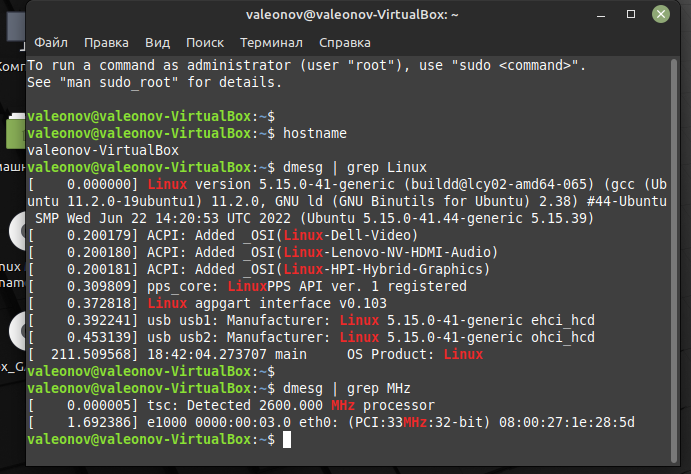 valeonov@valeonov-VirtualBox: ~
Файл Правка Вид Поиск Терминал Справка
To run a command as administrator (user "root"), use "sudo <command>".
See "man sudo_root" for details.
valeonov@valeonov-VirtualBox:~$
valeonov@valeonov-VirtualBox:~$ hostname
valeonov-VirtualBox
valeonov@valeonov-VirtualBox:~$ dmesg | grep Linux
[    0.000000] Linux version 5.15.0-41-generic (buildd@lcy02-amd64-065) (gcc (Ub
untu 11.2.0-19ubuntu1) 11.2.0, GNU ld (GNU Binutils for Ubuntu) 2.38) #44-Ubuntu
 SMP Wed Jun 22 14:20:53 UTC 2022 (Ubuntu 5.15.0-41.44-generic 5.15.39)
[    0.200179] ACPI: Added _OSI(Linux-Dell-Video)
[    0.200180] ACPI: Added _OSI(Linux-Lenovo-NV-HDMI-Audio)
[    0.200181] ACPI: Added _OSI(Linux-HPI-Hybrid-Graphics)
[    0.309809] pps_core: LinuxPPS API ver. 1 registered
[    0.372818] Linux agpgart interface v0.103
[    0.392241] usb usb1: Manufacturer: Linux 5.15.0-41-generic ehci_hcd
[    0.453139] usb usb2: Manufacturer: Linux 5.15.0-41-generic ohci_hcd
[  211.509568] 18:42:04.273707 main     OS Product: Linux
valeonov@valeonov-VirtualBox:~$
valeonov@valeonov-VirtualBox:~$ dmesg | grep MHz
[    0.000005] tsc: Detected 2600.000 MHz processor
[    1.692386] e1000 0000:00:03.0 eth0: (PCI:33MHz:32-bit) 08:00:27:1e:28:5d
valeonov@valeonov-VirtualBox:~$